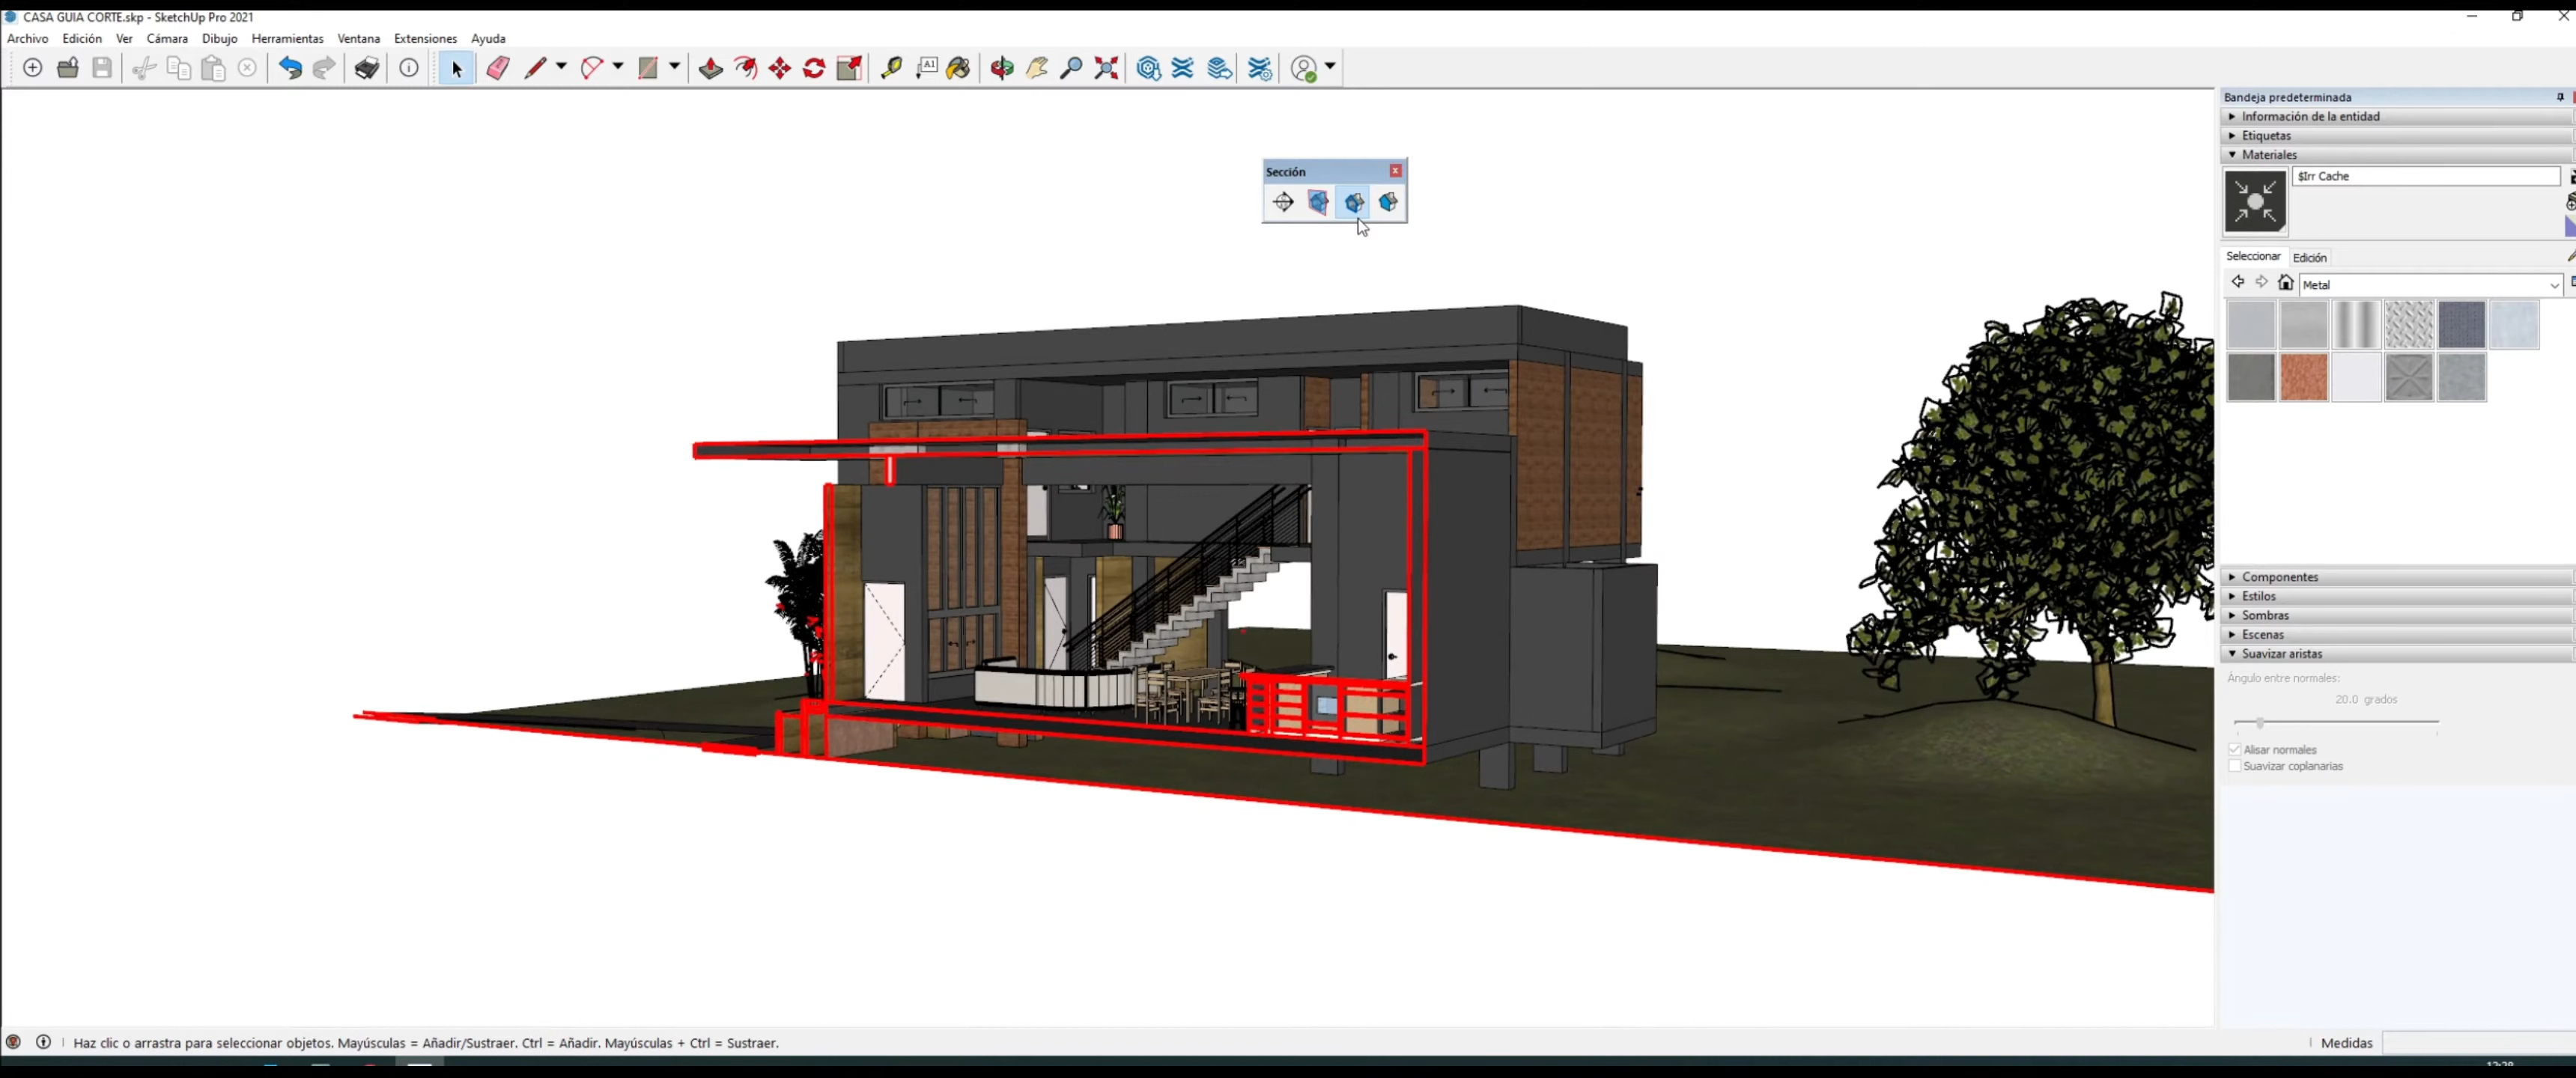 CASA GUIA CORTE.skp - SketchUp Pro 2021
Archivo Edición Ver Cámara Dibujo Herramientas Ventana Extensiones Ayuda
A1
Bandeja predeterminada
Información de la entidad
Etiquetas
Materiales
$Irr Cache
Sección
Seleccionar Edición
Metal
Componentes
Estilos
Sombras
Escenas
Suavizar aristas
Ángulo entre normales:
20.0 grados
Alisar normales
Suavizar coplanarias
Haz clic o arrastra para seleccionar objetos. Mayúsculas = Añadir/Sustraer. Ctrl = Añadir. Mayúsculas + Ctrl = Sustraer.
Medidas